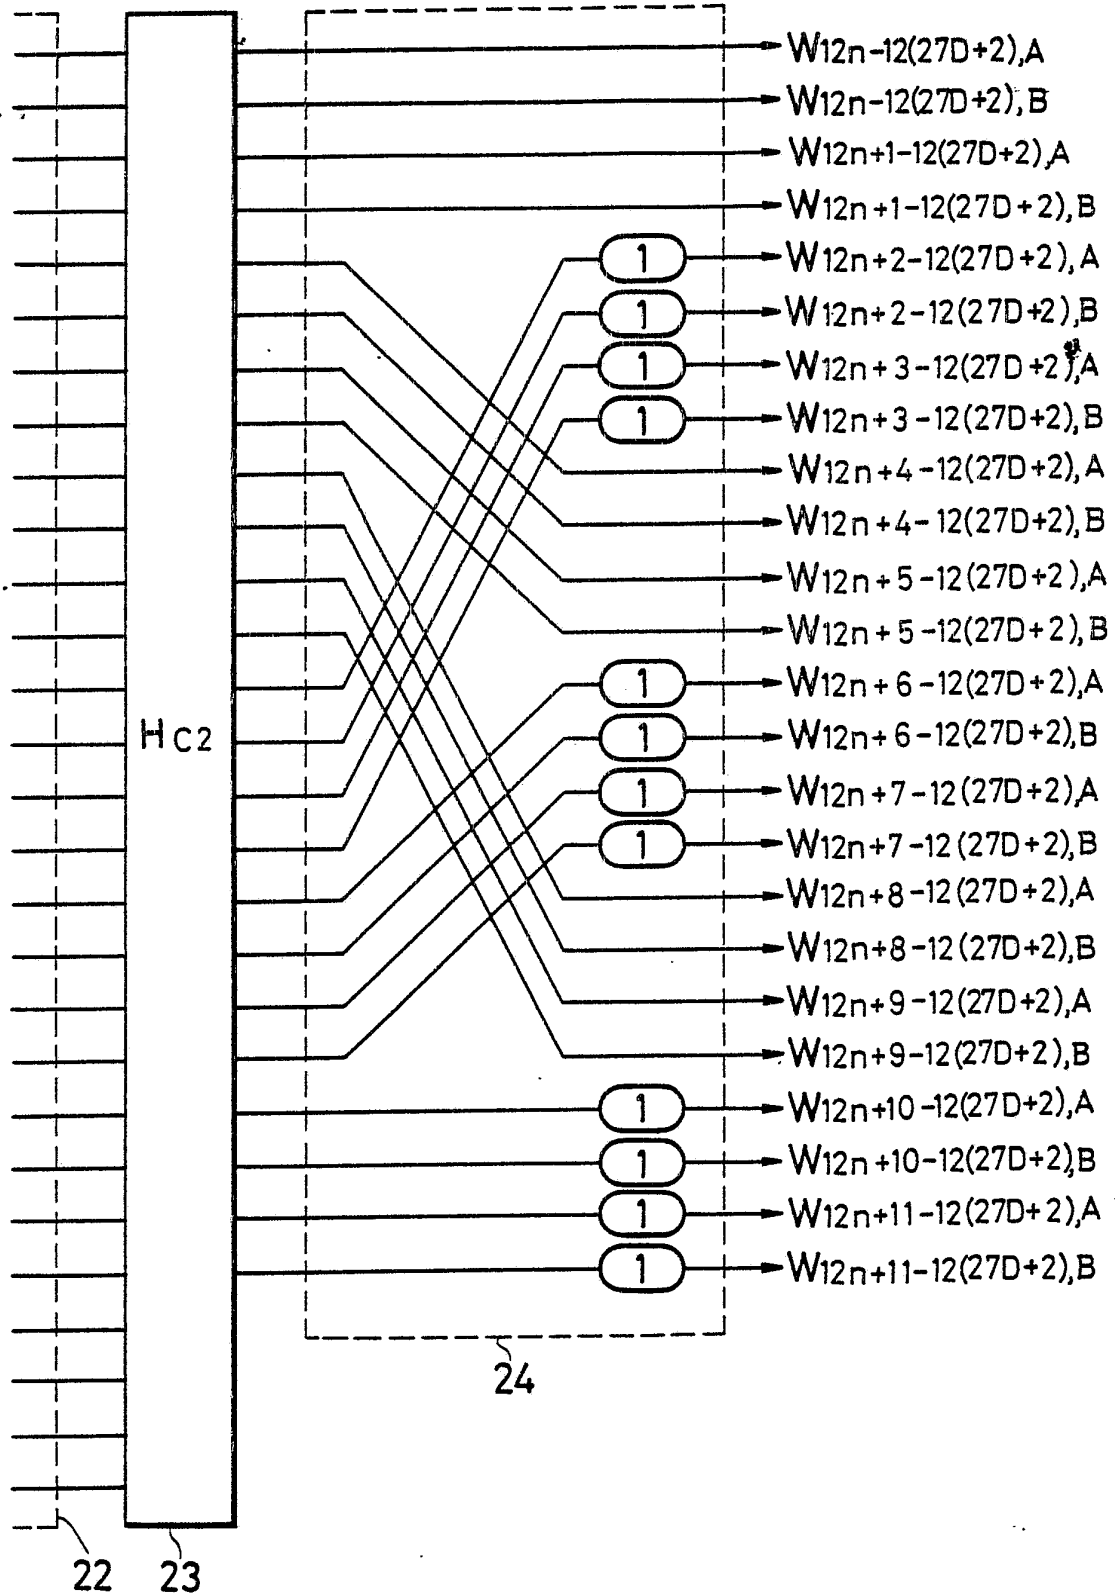 W12n-12(27D+2),A
W12n-12(27D+2),B
W12n+1-12(27D+2),A
W12n+1-12(27D+2),B
1 W12n+2-12(27D+2),A
1 W12n+2-12(27D+2),B
1 W12n+3-12(27D+2),A
1 W12n+3-12(27D+2),B
W12n+4-12(27D+2),A
W12n+4-12(27D+2),B
W12n+5-12(27D+2),A
W12n+5-12(27D+2),B
1 W12n+6-12(27D+2),A
HC2 1 W12n+6-12(27D+2),B
1 W12n+7-12(27D+2),A
1 W12n+7-12(27D+2),B
W12n+8-12(27D+2),A
W12n+8-12(27D+2),B
W12n+9-12(27D+2),A
W12n+9-12(27D+2),B
1 W12n+10-12(27D+2),A
1 W12n+10-12(27D+2),B
1 W12n+11-12(27D+2),A
1 W12n+11-12(27D+2),B
24
22 23